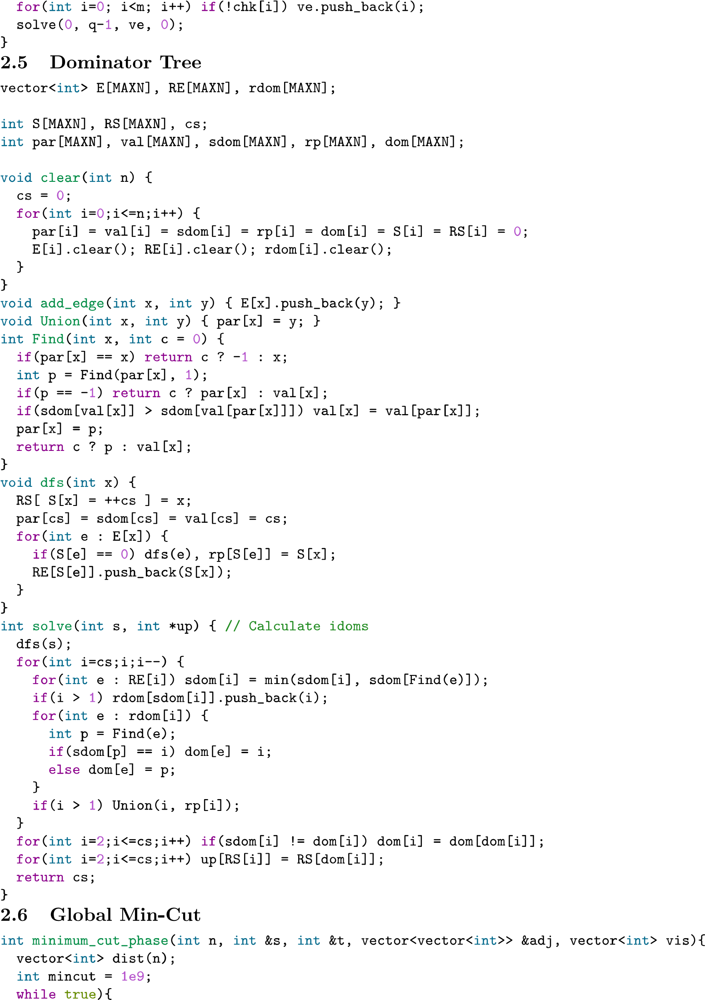 for(int i=0; i<m; i++) if(!chk[i]) ve.push_back(i);
  solve(0, q-1, ve, 0);
}
2.5 Dominator Tree
vector<int> E[MAXN], RE[MAXN], rdom[MAXN];

int S[MAXN], RS[MAXN], cs;
int par[MAXN], val[MAXN], sdom[MAXN], rp[MAXN], dom[MAXN];

void clear(int n) {
  cs = 0;
  for(int i=0;i<=n;i++) {
    par[i] = val[i] = sdom[i] = rp[i] = dom[i] = S[i] = RS[i] = 0;
    E[i].clear(); RE[i].clear(); rdom[i].clear();
  }
}
void add_edge(int x, int y) { E[x].push_back(y); }
void Union(int x, int y) { par[x] = y; }
int Find(int x, int c = 0) {
  if(par[x] == x) return c ? -1 : x;
  int p = Find(par[x], 1);
  if(p == -1) return c ? par[x] : val[x];
  if(sdom[val[x]] > sdom[val[par[x]]]) val[x] = val[par[x]];
  par[x] = p;
  return c ? p : val[x];
}
void dfs(int x) {
  RS[ S[x] = ++cs ] = x;
  par[cs] = sdom[cs] = val[cs] = cs;
  for(int e : E[x]) {
    if(S[e] == 0) dfs(e), rp[S[e]] = S[x];
    RE[S[e]].push_back(S[x]);
  }
}
int solve(int s, int *up) { // Calculate idoms
  dfs(s);
  for(int i=cs;i;i--) {
    for(int e : RE[i]) sdom[i] = min(sdom[i], sdom[Find(e)]);
    if(i > 1) rdom[sdom[i]].push_back(i);
    for(int e : rdom[i]) {
      int p = Find(e);
      if(sdom[p] == i) dom[e] = i;
      else dom[e] = p;
    }
    if(i > 1) Union(i, rp[i]);
  }
  for(int i=2;i<=cs;i++) if(sdom[i] != dom[i]) dom[i] = dom[dom[i]];
  for(int i=2;i<=cs;i++) up[RS[i]] = RS[dom[i]];
  return cs;
}
2.6 Global Min-Cut
int minimum_cut_phase(int n, int &s, int &t, vector<vector<int>> &adj, vector<int> vis){
  vector<int> dist(n);
  int mincut = 1e9;
  while true){